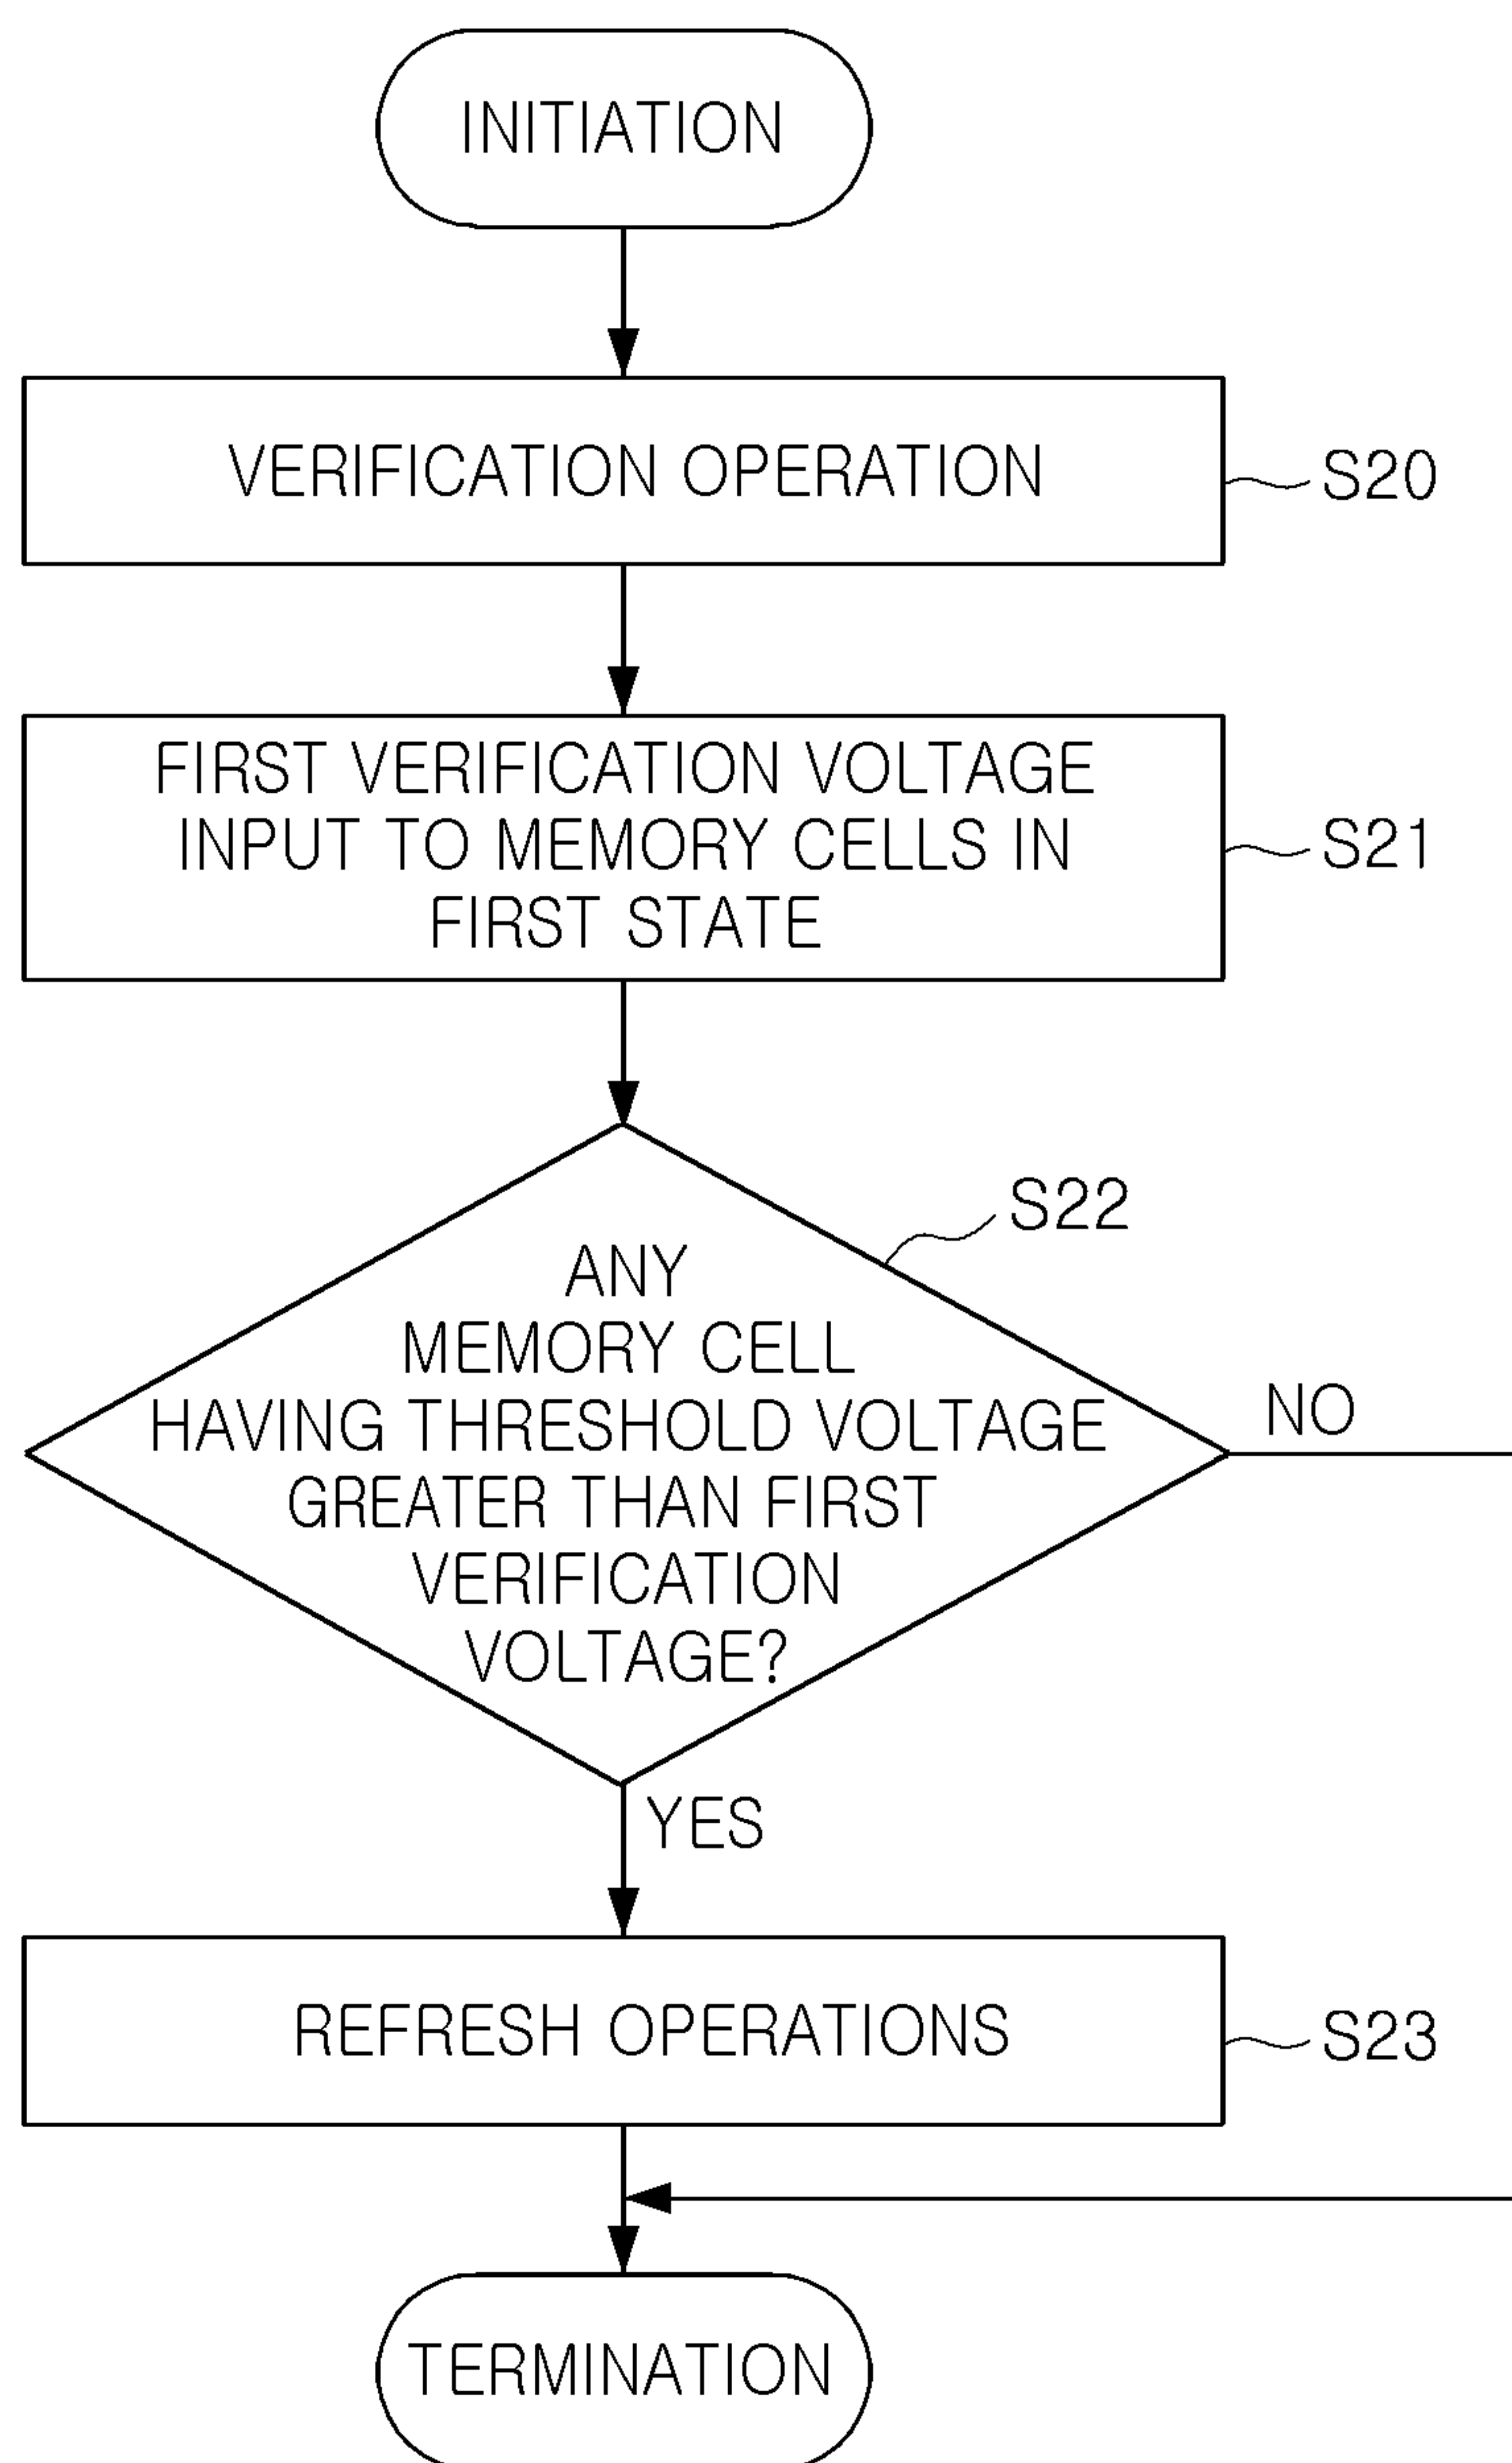 INITIATION
VERIFICATION OPERATION
S20
FIRST VERIFICATION VOLTAGE
INPUT TO MEMORY CELLS IN
FIRST STATE
S21
S22
ANY
MEMORY CELL
HAVING THRESHOLD VOLTAGE
GREATER THAN FIRST
VERIFICATION
VOLTAGE?
NO
YES
REFRESH OPERATIONS
S23
TERMINATION